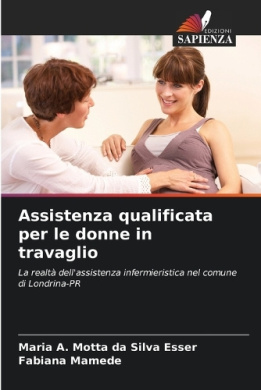 EDIZIONI
SAPIENZA
Assistenza qualificata
per le donne in
travaglio
La realtà dell'assistenza infermieristica nel comune
di Londrina-PR
Maria A. Motta da Silva Esser
Fabiana Mamede